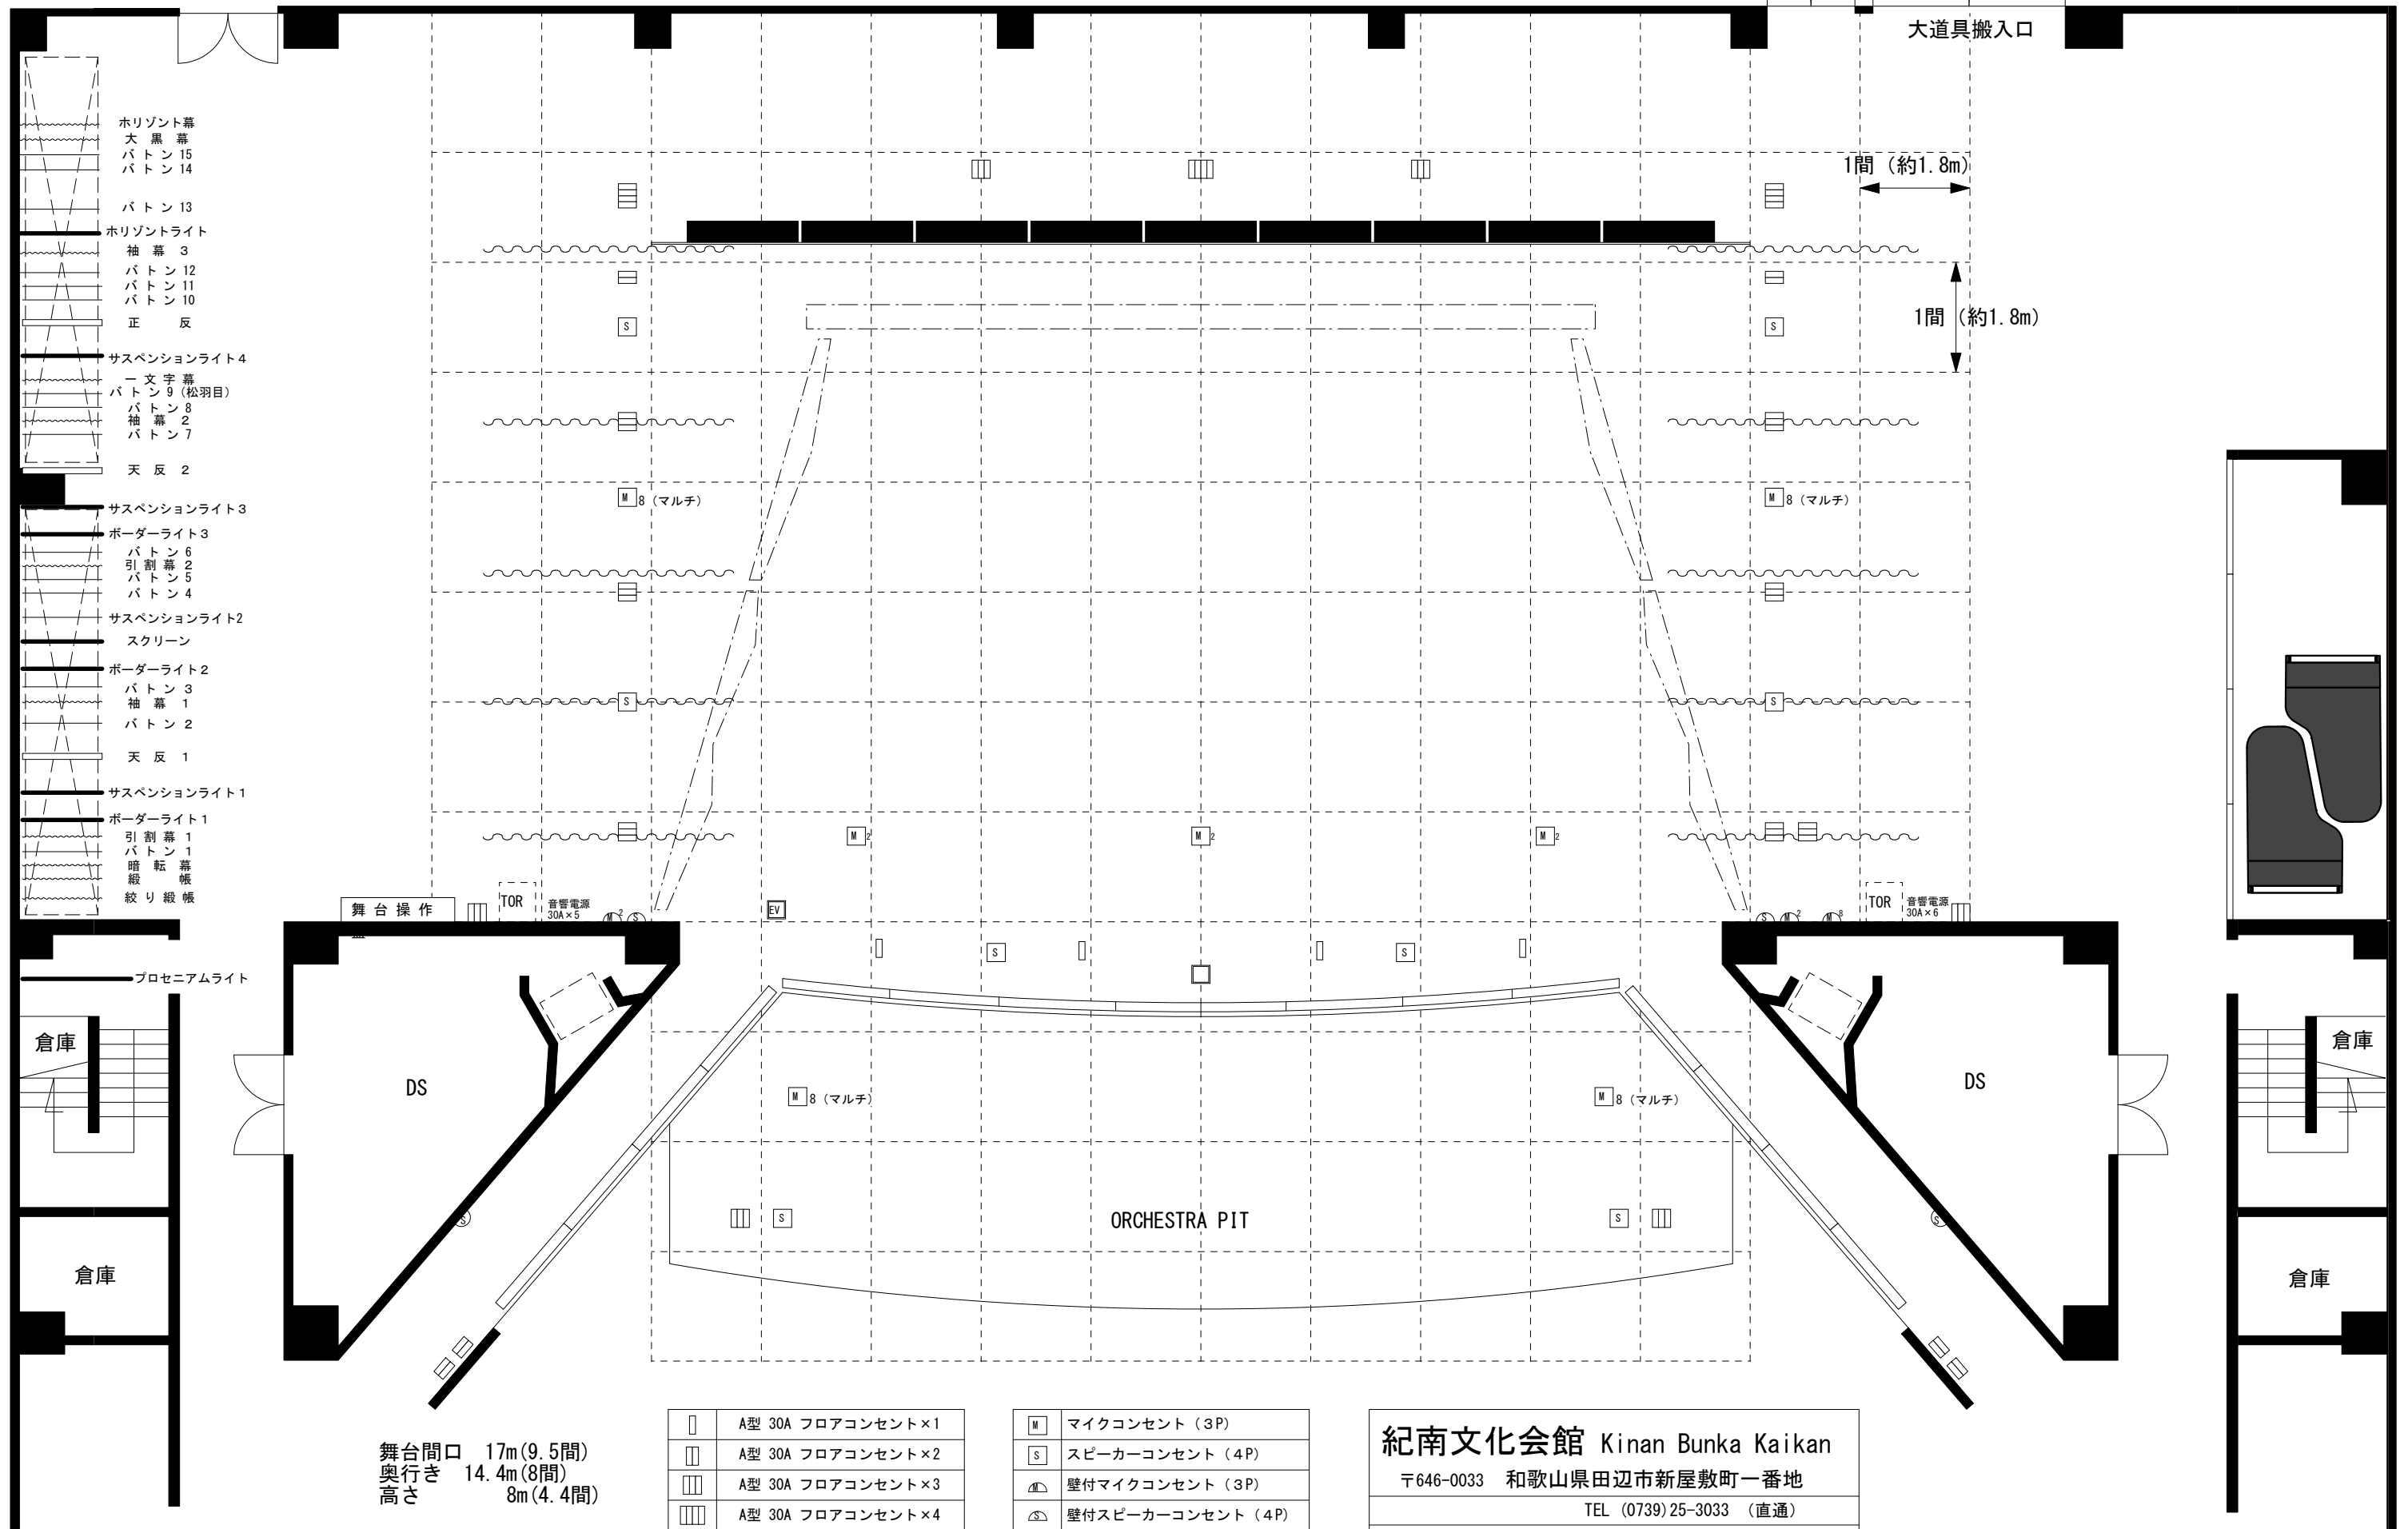 大道具搬入口
ホリゾント幕
大黒幕
バトン15
バトン14
1間（約1.8m）
バトン13
ホリゾントライト
袖幕 3
バトン12
バトン11
バトン10
正 反
1間（約1.8m）
S
S
サスペンションライト4
一文字幕
バトン9（松羽目）
バトン8
袖幕 2
バトン7
天反 2
M 8（マルチ）
M 8（マルチ）
サスペンションライト3
ボーダーライト3
バトン6
引割幕 2
バトン5
バトン4
サスペンションライト2
スクリーン
ボーダーライト2
バトン 3
袖幕 1
S
S
バトン 2
天反 1
サスペンションライト1
ボーダーライト1
引割幕 1
M 2
M 2
M 2
バトン 1
暗転幕
緞帳
絞り緞帳
舞台操作
TOR
音響電源
30A×5
M 2
S
EV
S
M 2
M 8
TOR
音響電源
30A×6
S
S
プロセニアムライト
倉庫
倉庫
DS
DS
M 8（マルチ）
M 8（マルチ）
S
S
ORCHESTRA PIT
S
S
倉庫
倉庫
舞台間口 17m(9.5間)
奥行き 14.4m(8間)
高さ 8m(4.4間)
A型 30A フロアコンセント×1
A型 30A フロアコンセント×2
A型 30A フロアコンセント×3
A型 30A フロアコンセント×4
M マイクコンセント（3P）
S スピーカーコンセント（4P）
M 壁付マイクコンセント（3P）
S 壁付スピーカーコンセント（4P）
紀南文化会館 Kinan Bunka Kaikan
〒646-0033 和歌山県田辺市新屋敷町一番地
TEL (0739)25-3033 （直通）